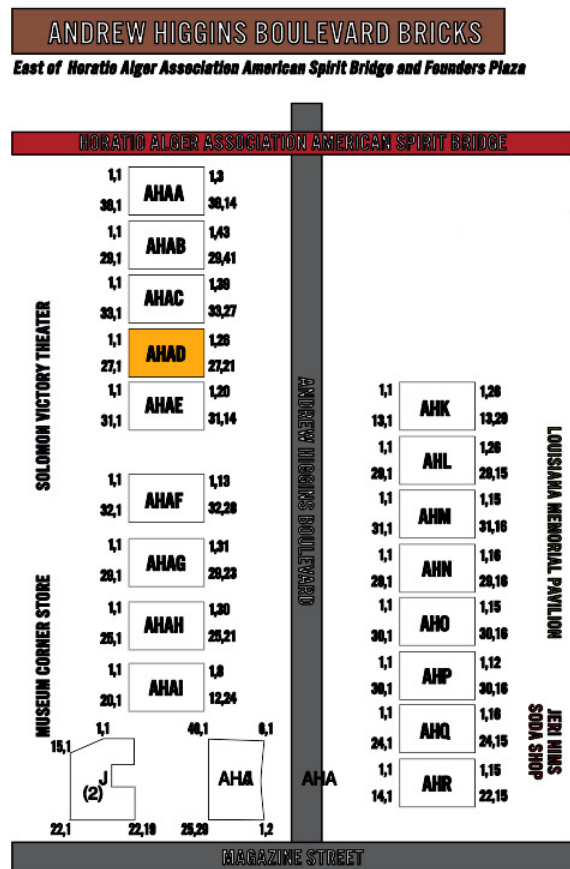 ANDREW HIGGINS BOULEVARD BRICKS
East of Horatio Alger Association American Spirit Bridge and Founders Plaza
HORATIO ALGER ASSOCIATION AMERICAN SPIRIT BRIDGE
1,1 1,3
AHAA
38,1 38,14
1,1 1,43
AHAB
29,1 29,41
1,1 1,39
AHAC
33,1 33,27
1,1 1,26
AHAD
27,1 27,21
1,1 1,20
AHAE
31,1 31,14
1,1 1,13
AHAF
32,1 32,28
1,1 1,31
AHAG
29,1 29,23
1,1 1,30
AHAH
25,1 25,21
1,1 1,8
AHAI
20,1 12,24
SOLOMON VICTORY THEATER
MUSEUM CORNER STORE
1,1
15,1
J
(2)
22,1 22,19
40,1 6,1
25,29 1,2
AHA
ANDREW HIGGINS BOULEVARD
1,1 1,26
AHK
13,1 13,29
1,1 1,26
AHL
29,1 29,15
1,1 1,15
AHM
31,1 31,16
1,1 1,16
AHN
29,1 29,16
1,1 1,15
AHO
30,1 30,16
1,1 1,12
AHP
30,1 30,16
1,1 1,16
AHQ
24,1 24,15
1,1 1,15
AHR
14,1 22,15
LOUISIANA MEMORIAL PAVILION
JERI NIMS
SODA SHOP
MAGAZINE STREET